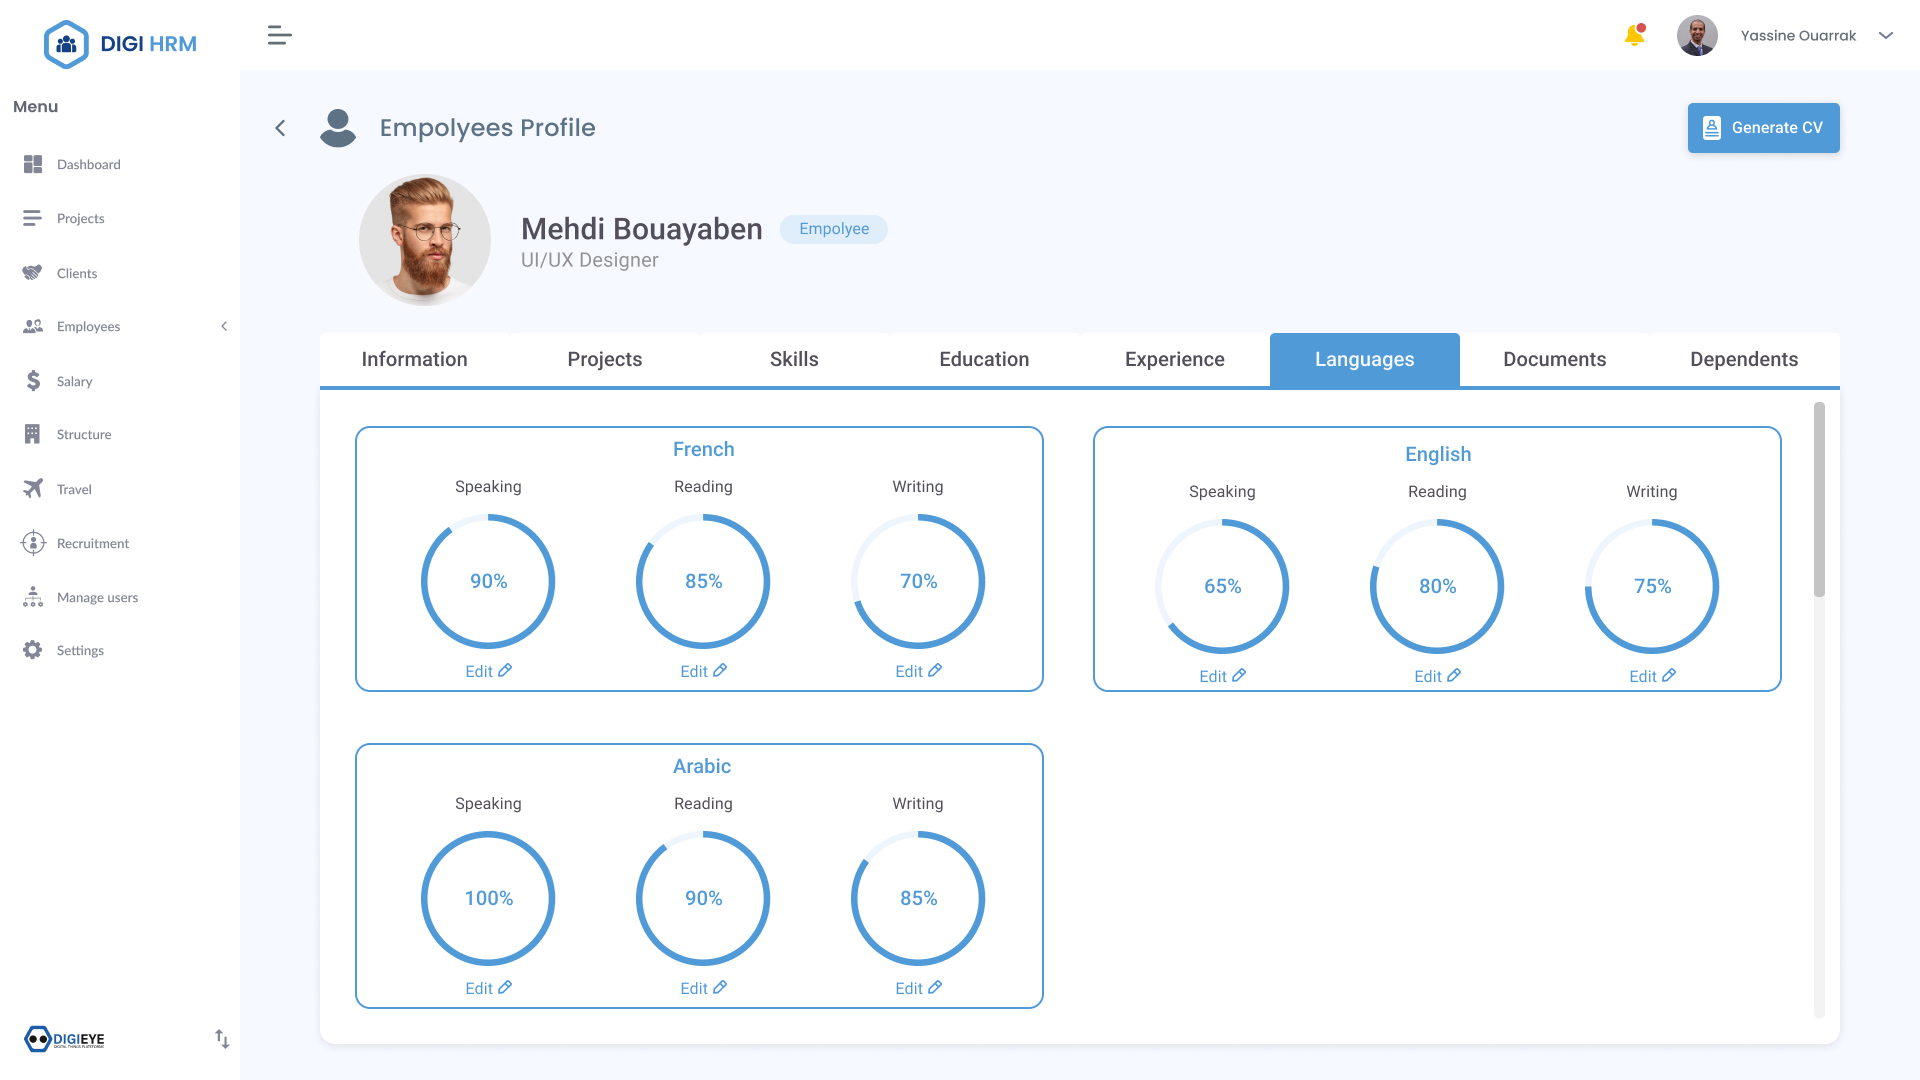 DIGI HRM
Yassine Ouarrak
Menu
Dashboard
Projects
Clients
Employees
Salary
Structure
Travel
Recruitment
Manage users
Settings
DIGIEYE
Empolyees Profile
Generate CV
Mehdi Bouayaben
Empolyee
UI/UX Designer
Information
Projects
Skills
Education
Experience
Languages
Documents
Dependents
French
Speaking
Reading
Writing
90%
85%
70%
Edit
Edit
Edit
English
Speaking
Reading
Writing
65%
80%
75%
Edit
Edit
Edit
Arabic
Speaking
Reading
Writing
100%
90%
85%
Edit
Edit
Edit